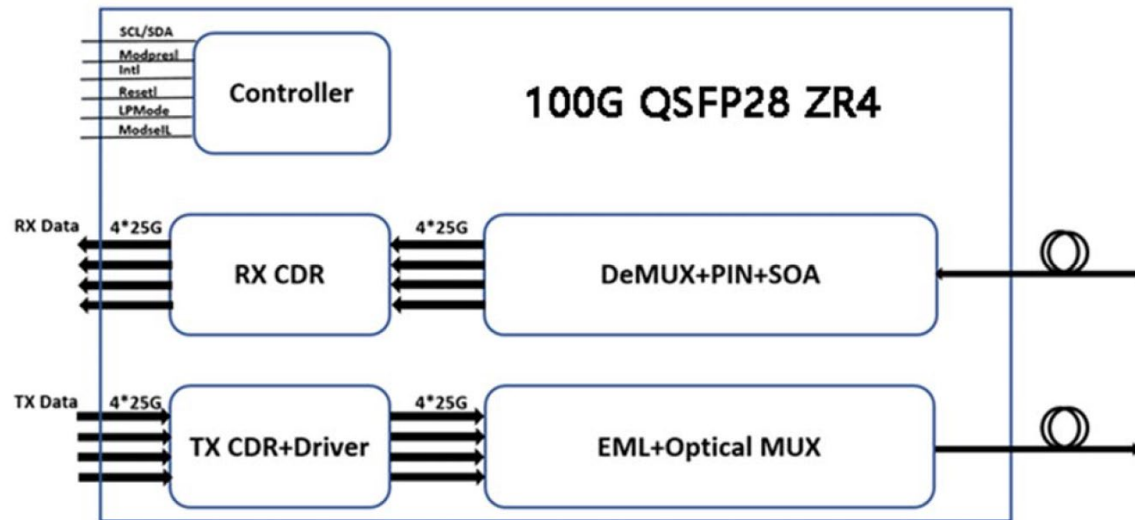 SCL/SDA
Modpresl
Intl
Resetl
LPMode
ModselL
Controller
100G QSFP28 ZR4
RX Data
4*25G
RX CDR
4*25G
DeMUX+PIN+SOA
TX Data
4*25G
TX CDR+Driver
4*25G
EML+Optical MUX